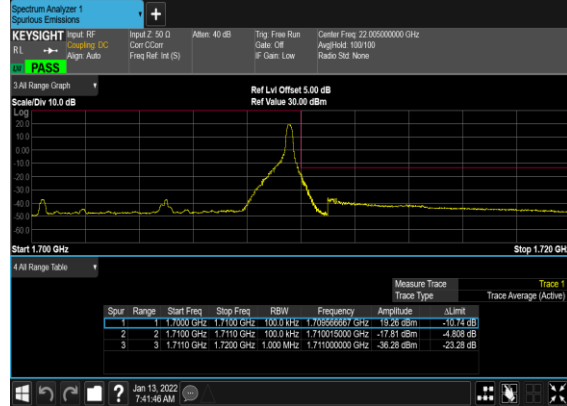 Spectrum Analyzer 1
Spurious Emissions
KEYSIGHT Input: RF Input Z: 50 Ω Atten: 40 dB Trig: Free Run Center Freq: 22.005000000 GHz
RL Coupling: DC Corr CCorr Gate: Off Avg|Hold: 100/100
Align: Auto Freq Ref: Int (S) IF Gain: Low Radio Std: None
LW PASS
3 All Range Graph
Ref Lvl Offset 5.00 dB
Scale/Div 10.0 dB Ref Value 30.00 dBm
Log
20.0
10.0
0.00
-10.0
-20.0
-30.0
-40.0
-50.0
-60.0
Start 1.700 GHz Stop 1.720 GHz
4 All Range Table
Measure Trace Trace 1
Trace Type Trace Average (Active)
Spur Range Start Freq Stop Freq RBW Frequency Amplitude ΔLimit
1 1 1.7000 GHz 1.7100 GHz 100.0 kHz 1.709566667 GHz 19.26 dBm -10.74 dB
2 2 1.7100 GHz 1.7110 GHz 100.0 kHz 1.710015000 GHz -17.81 dBm -4.808 dB
3 3 1.7110 GHz 1.7200 GHz 1.000 MHz 1.711000000 GHz -36.28 dBm -23.28 dB
? Jan 13, 2022
7:41:46 AM